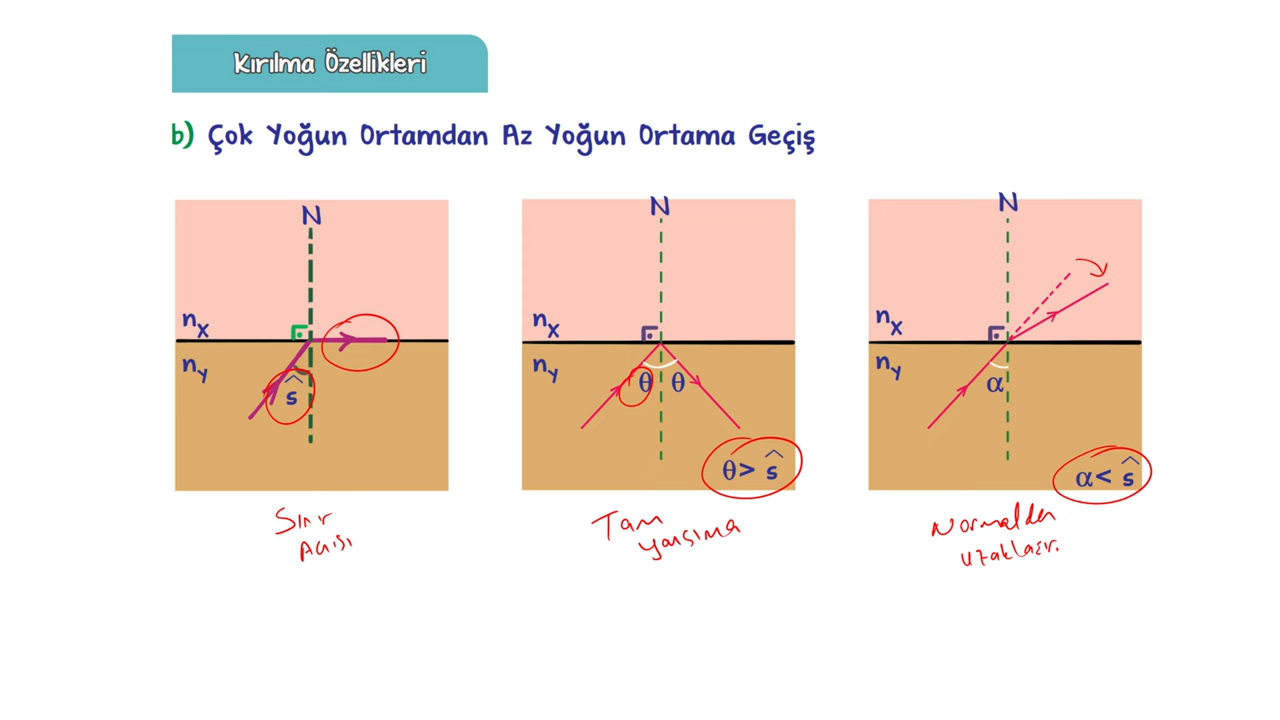 Kırılma Özellikleri
b) Çok Yoğun Ortamdan Az Yoğun Ortama Geçiş
N
nX
nY
ŝ
Sınır
Açısı
N
nX
nY
θ θ
θ> ŝ
Tam
yansıma
N
nX
nY
α
α< ŝ
Normalden
uzaklaşır.